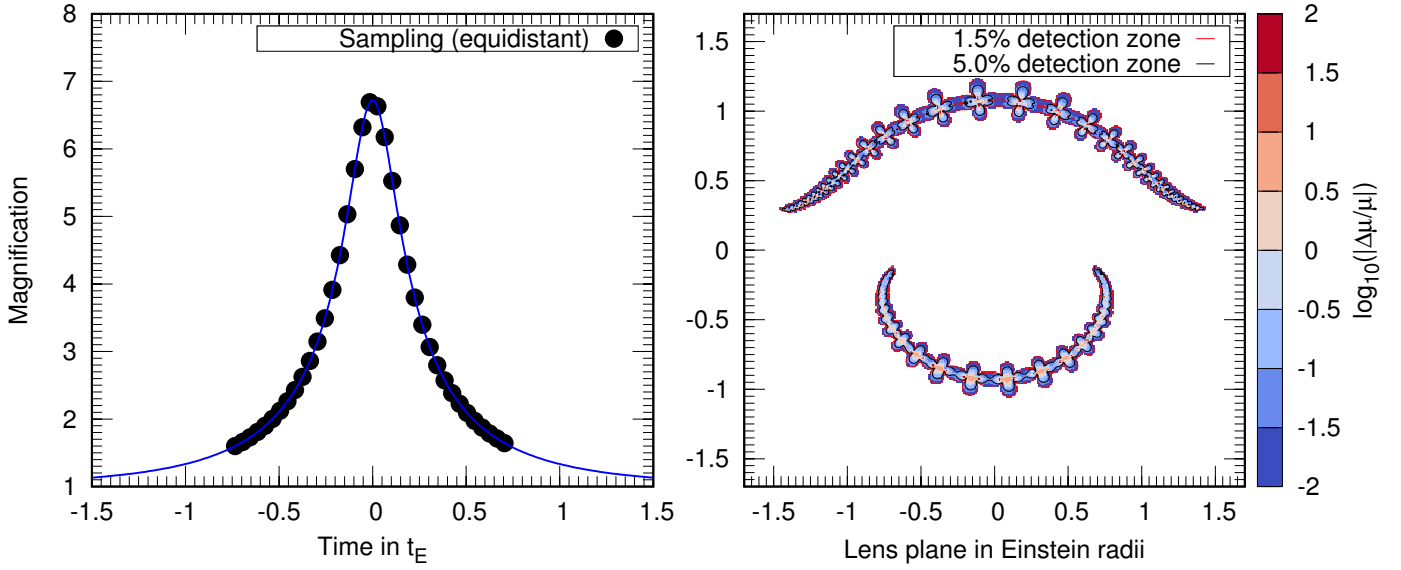 Magnification
8
7
6
5
4
3
2
1
Sampling (equidistant)
-1.5 -1 -0.5 0 0.5 1 1.5
Time in t_E
1.5
1
0.5
0
-0.5
-1
-1.5
1.5% detection zone
5.0% detection zone
-1.5 -1 -0.5 0 0.5 1 1.5
Lens plane in Einstein radii
2
1.5
1
0.5
0
-0.5
-1
-1.5
-2
log₁₀(|Δμ/μ|)